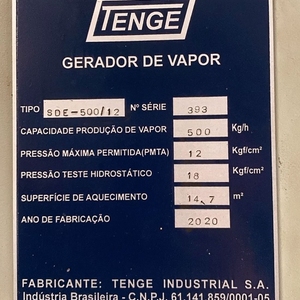 TENGE
GERADOR DE VAPOR
TIPO SDE-500/12 Nº SÉRIE 393
CAPACIDADE PRODUÇÃO DE VAPOR 500 Kg/h
PRESSÃO MÁXIMA PERMITIDA(PMTA) 12 Kgf/cm²
PRESSÃO TESTE HIDROSTÁTICO 18 Kgf/cm²
SUPERFÍCIE DE AQUECIMENTO 14,7 m²
ANO DE FABRICAÇÃO 2020
FABRICANTE: TENGE INDUSTRIAL S.A.
Indústria Brasileira - C.N.P.J. 61.141.859/0001-05